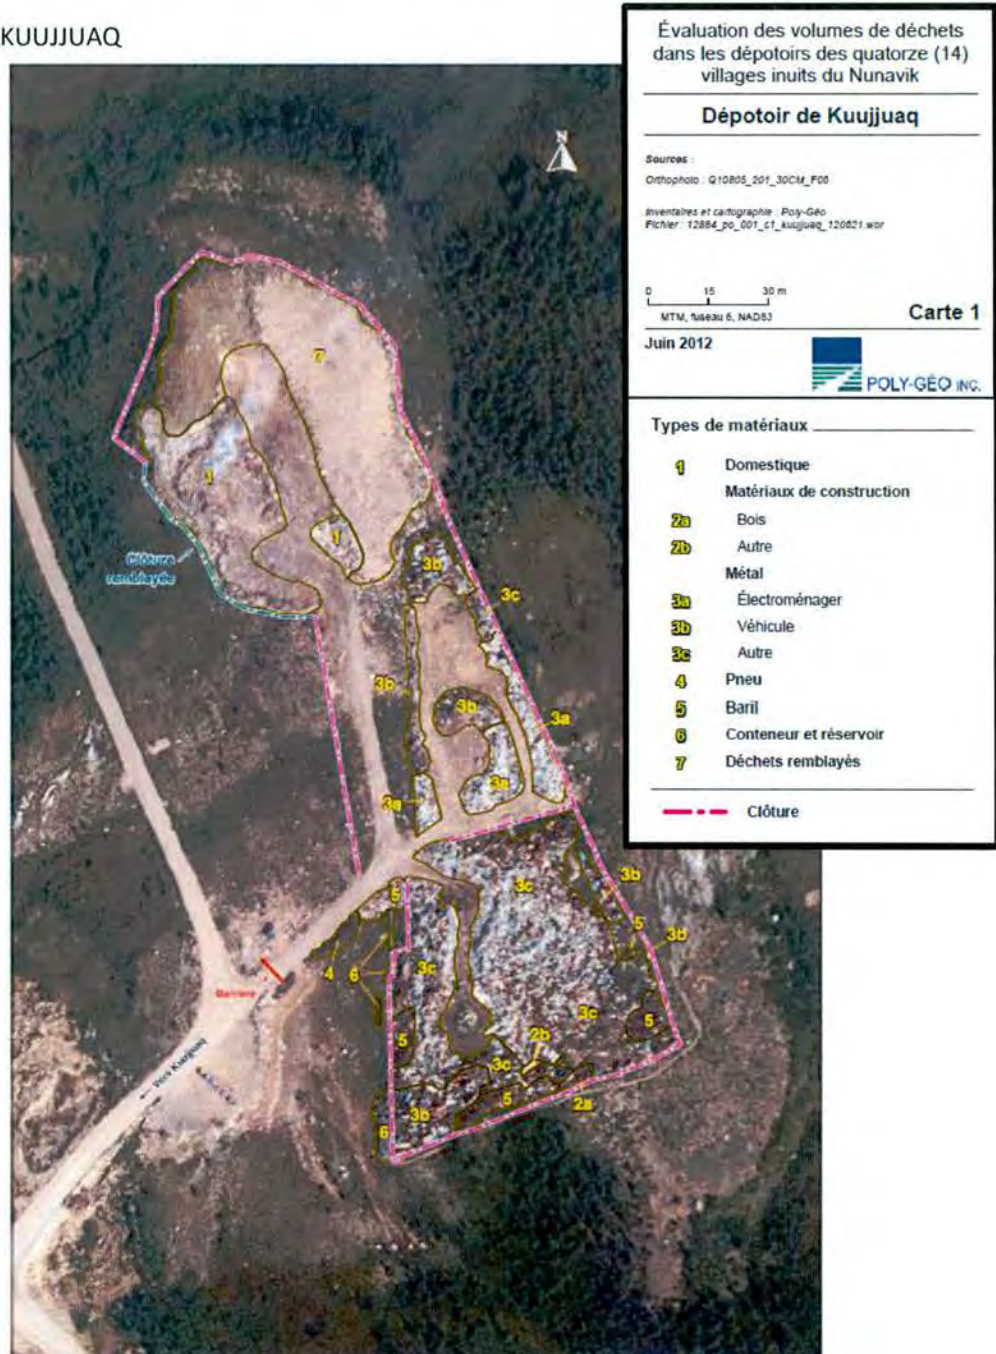 KUUJJUAQ
Évaluation des volumes de déchets
dans les dépotoirs des quatorze (14)
villages inuits du Nunavik
Dépotoir de Kuujjuaq
Sources :
Orthophoto : Q10805_201_30CM_F06
Inventaires et cartographie : Poly-Géo
Fichier : 12884_po_001_c1_kuujjuaq_120621.wor
0 15 30 m
MTM, fuseau 6, NAD83
Carte 1
Juin 2012
POLY-GÉO INC.
Types de matériaux
1 Domestique
Matériaux de construction
2a Bois
2b Autre
Métal
3a Électroménager
3b Véhicule
3c Autre
4 Pneu
5 Baril
6 Conteneur et réservoir
7 Déchets remblayés
Clôture
N
7
1
1
Clôture
remblayée
3b
3c
3b
3b
3a
3a
3a
3c
3b
5
5
3b
4
6
3c
3c
5
5
2b
3c
5
2a
3b
6
Barrière
Vers Kuujjuaq